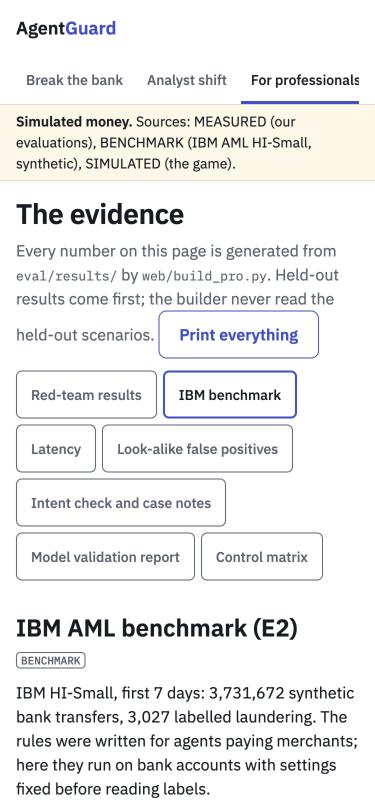 AgentGuard
Break the bank Analyst shift For professionals
Simulated money. Sources: MEASURED (our
evaluations), BENCHMARK (IBM AML HI-Small,
synthetic), SIMULATED (the game).
The evidence
Every number on this page is generated from
eval/results/ by web/build_pro.py. Held-out
results come first; the builder never read the
held-out scenarios. Print everything
Red-team results IBM benchmark
Latency Look-alike false positives
Intent check and case notes
Model validation report Control matrix
IBM AML benchmark (E2)
BENCHMARK
IBM HI-Small, first 7 days: 3,731,672 synthetic
bank transfers, 3,027 labelled laundering. The
rules were written for agents paying merchants;
here they run on bank accounts with settings
fixed before reading labels.